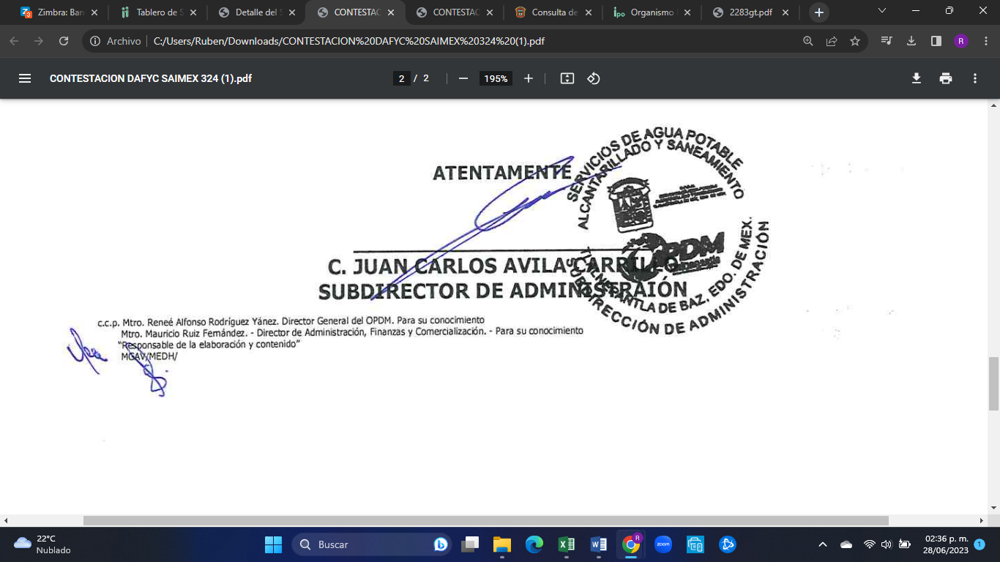 Zimbra: Ban
Tablero de S
Detalle del S
CONTESTAC
CONTESTAC
Consulta de
Organismo
2283gt.pdf
Archivo
C:/Users/Ruben/Downloads/CONTESTACION%20DAFYC%20SAIMEX%20324%20(1).pdf
R
CONTESTACION DAFYC SAIMEX 324 (1).pdf
2 / 2
195%
SERVICIOS DE AGUA POTABLE
ALCANTARILLADO Y SANEAMIENTO
ATENTAMENTE
OPDM
TLALNEPANTLA DE BAZ, EDO. DE MEX.
SUBDIRECCIÓN DE ADMINISTRACIÓN
C. JUAN CARLOS AVILA CARRILLO
SUBDIRECTOR DE ADMINISTRAIÓN
c.c.p. Mtro. Reneé Alfonso Rodríguez Yánez. Director General del OPDM. Para su conocimiento
Mtro. Mauricio Ruiz Fernández. - Director de Administración, Finanzas y Comercialización. - Para su conocimiento
"Responsable de la elaboración y contenido"
MGAV/MEDH/
22°C
Nublado
Buscar
zoom
02:36 p. m.
28/06/2023
1